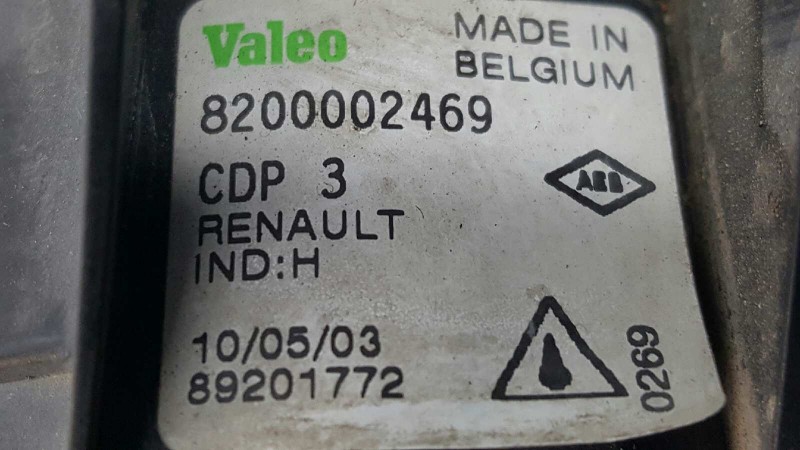 Valeo
MADE IN
BELGIUM
8200002469
CDP 3
RENAULT
IND:H
10/05/03
89201772
0269